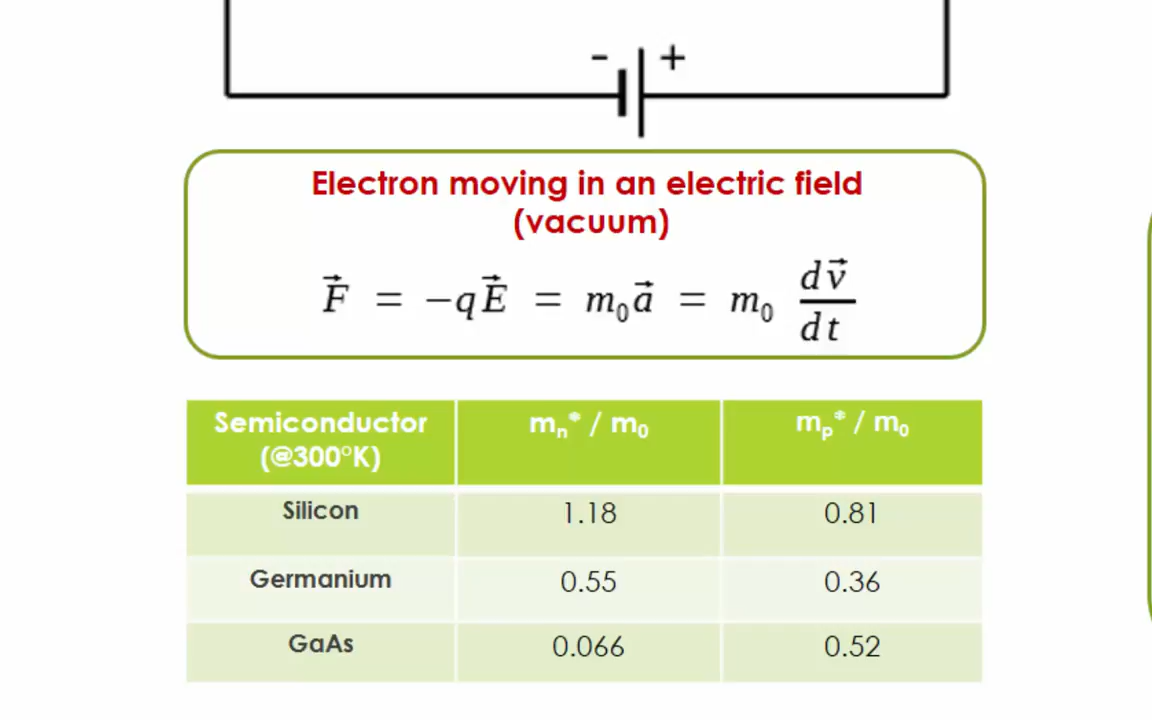 - +
Electron moving in an electric field
(vacuum)
F⃗ = −qE⃗ = m₀a⃗ = m₀ dv⃗/dt
Semiconductor (@300°K) mₙ* / m₀ mₚ* / m₀
Silicon 1.18 0.81
Germanium 0.55 0.36
GaAs 0.066 0.52